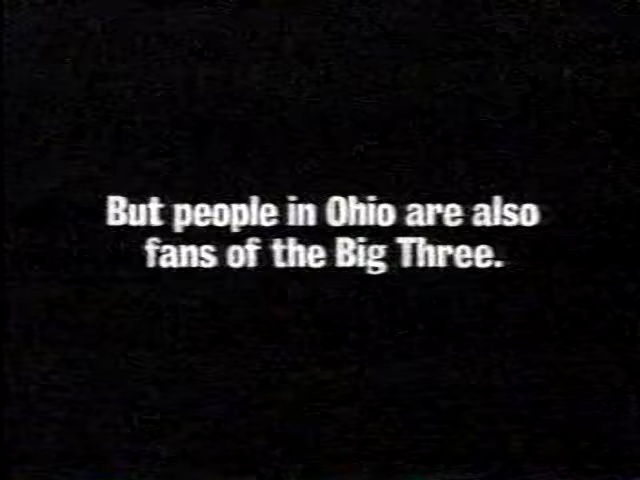 But people in Ohio are also
fans of the Big Three.